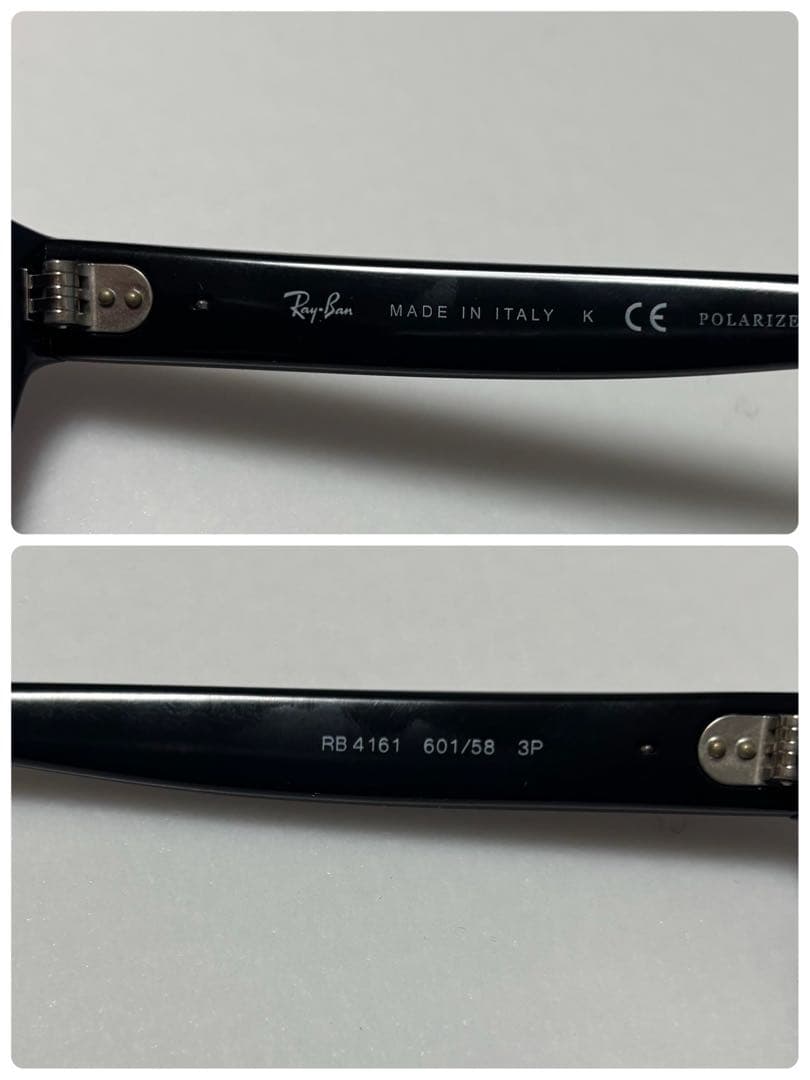 Ray-Ban MADE IN ITALY K CE POLARIZE
RB 4161 601/58 3P